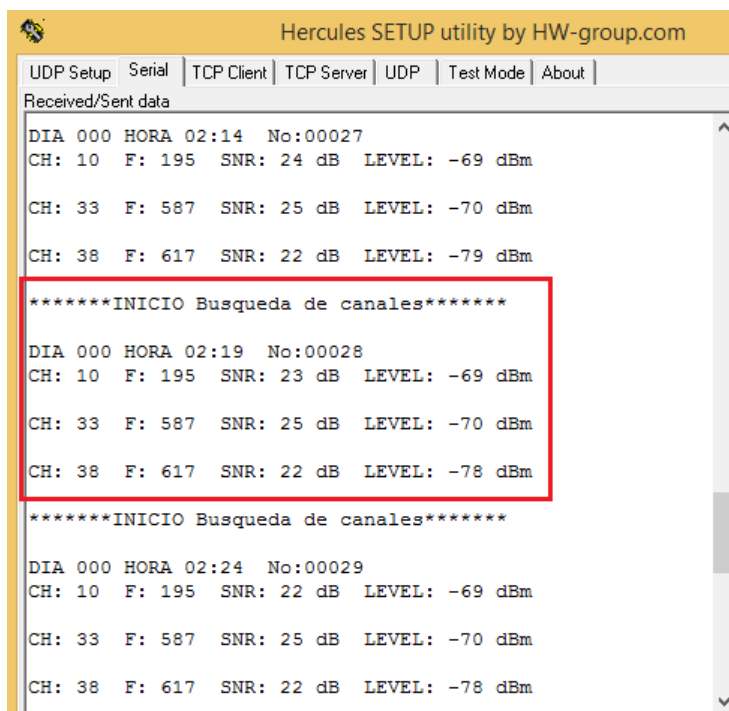 Hercules SETUP utility by HW-group.com
UDP Setup Serial TCP Client TCP Server UDP Test Mode About
Received/Sent data
DIA 000 HORA 02:14 No:00027
CH: 10 F: 195 SNR: 24 dB LEVEL: -69 dBm
CH: 33 F: 587 SNR: 25 dB LEVEL: -70 dBm
CH: 38 F: 617 SNR: 22 dB LEVEL: -79 dBm
*******INICIO Busqueda de canales*******
DIA 000 HORA 02:19 No:00028
CH: 10 F: 195 SNR: 23 dB LEVEL: -69 dBm
CH: 33 F: 587 SNR: 25 dB LEVEL: -70 dBm
CH: 38 F: 617 SNR: 22 dB LEVEL: -78 dBm
*******INICIO Busqueda de canales*******
DIA 000 HORA 02:24 No:00029
CH: 10 F: 195 SNR: 22 dB LEVEL: -69 dBm
CH: 33 F: 587 SNR: 25 dB LEVEL: -70 dBm
CH: 38 F: 617 SNR: 22 dB LEVEL: -78 dBm